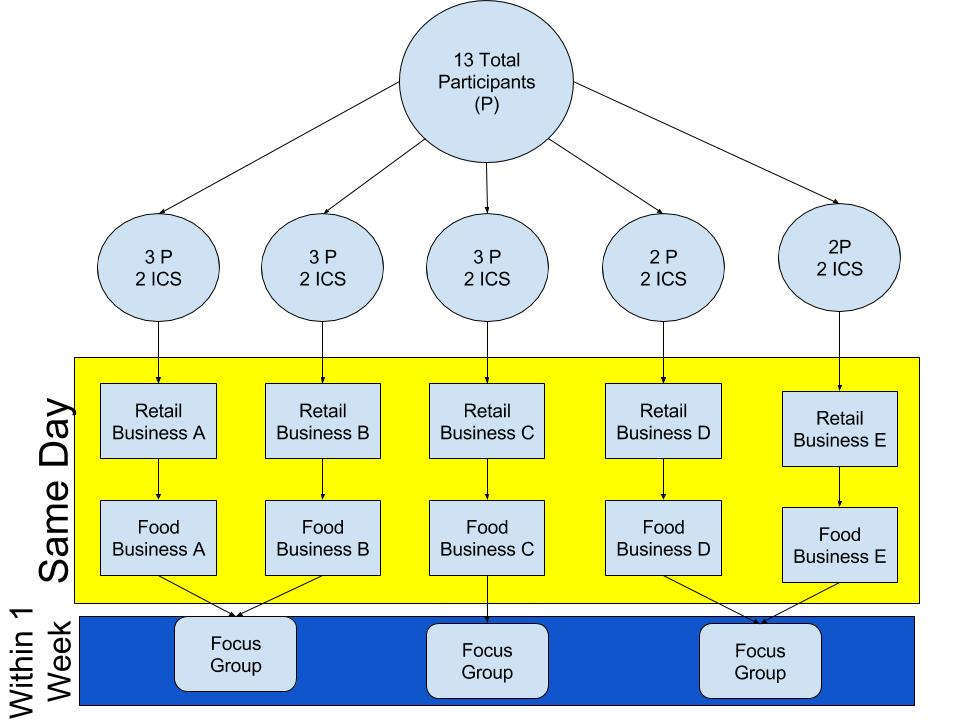 13 Total
Participants
(P)
3 P
2 ICS
3 P
2 ICS
3 P
2 ICS
2 P
2 ICS
2P
2 ICS
Same Day
Retail
Business A
Retail
Business B
Retail
Business C
Retail
Business D
Retail
Business E
Food
Business A
Food
Business B
Food
Business C
Food
Business D
Food
Business E
Within 1
Week
Focus
Group
Focus
Group
Focus
Group